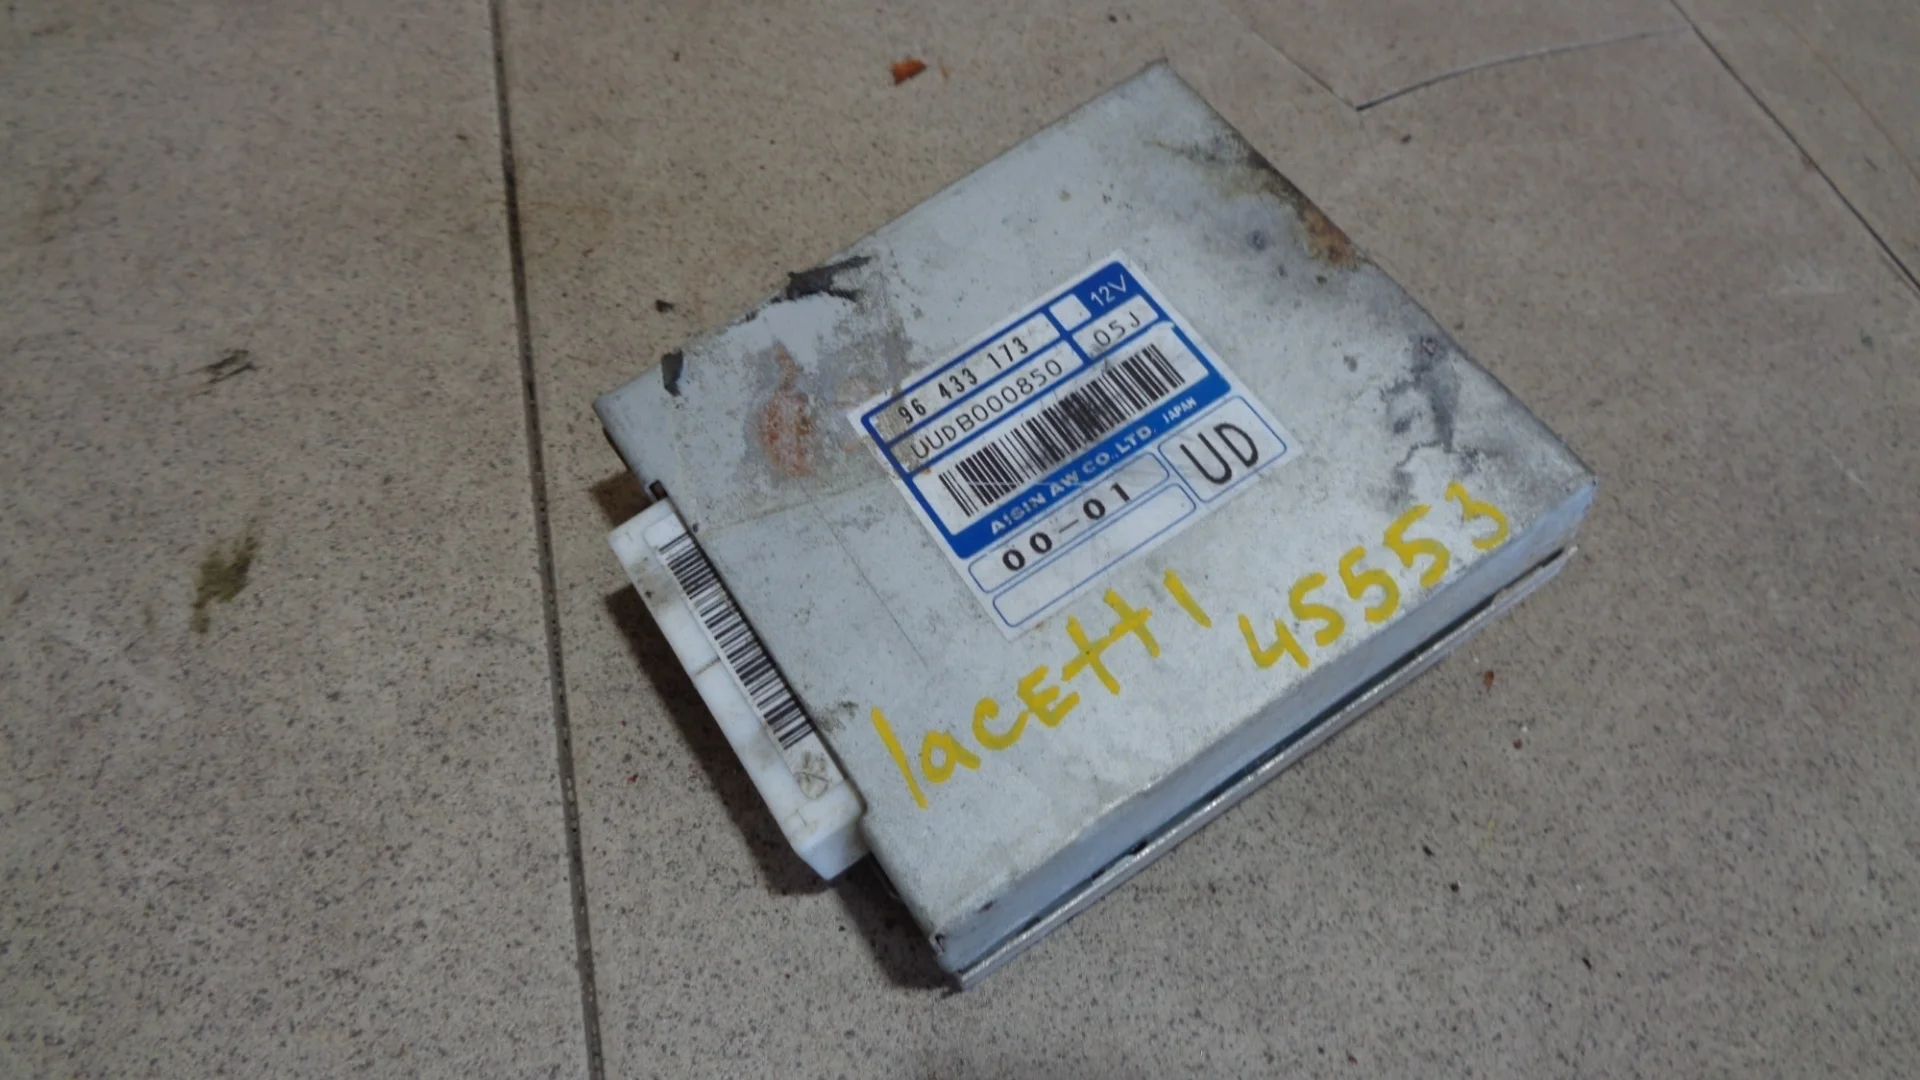 12V
96 433 173
UUDB000850 05J
AISIN AW CO.,LTD. JAPAN
00-01 UD
lacETTI 45553